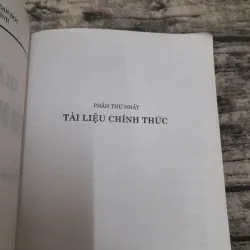 PHẦN THỨ NHẤT
TÀI LIỆU CHÍNH THỨC